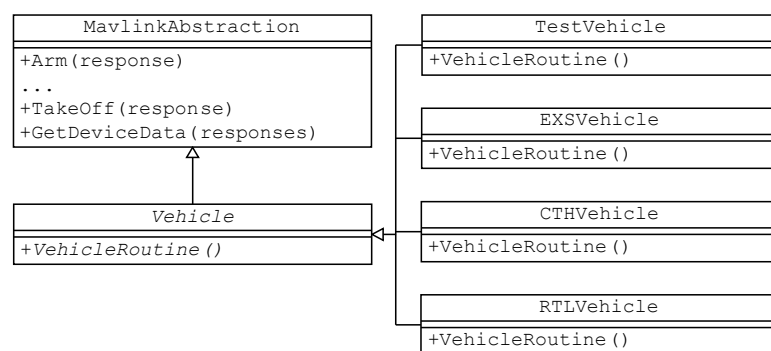 MavlinkAbstraction
+Arm(response)
...
+TakeOff(response)
+GetDeviceData(responses)
Vehicle
+VehicleRoutine()
TestVehicle
+VehicleRoutine()
EXSVehicle
+VehicleRoutine()
CTHVehicle
+VehicleRoutine()
RTLVehicle
+VehicleRoutine()